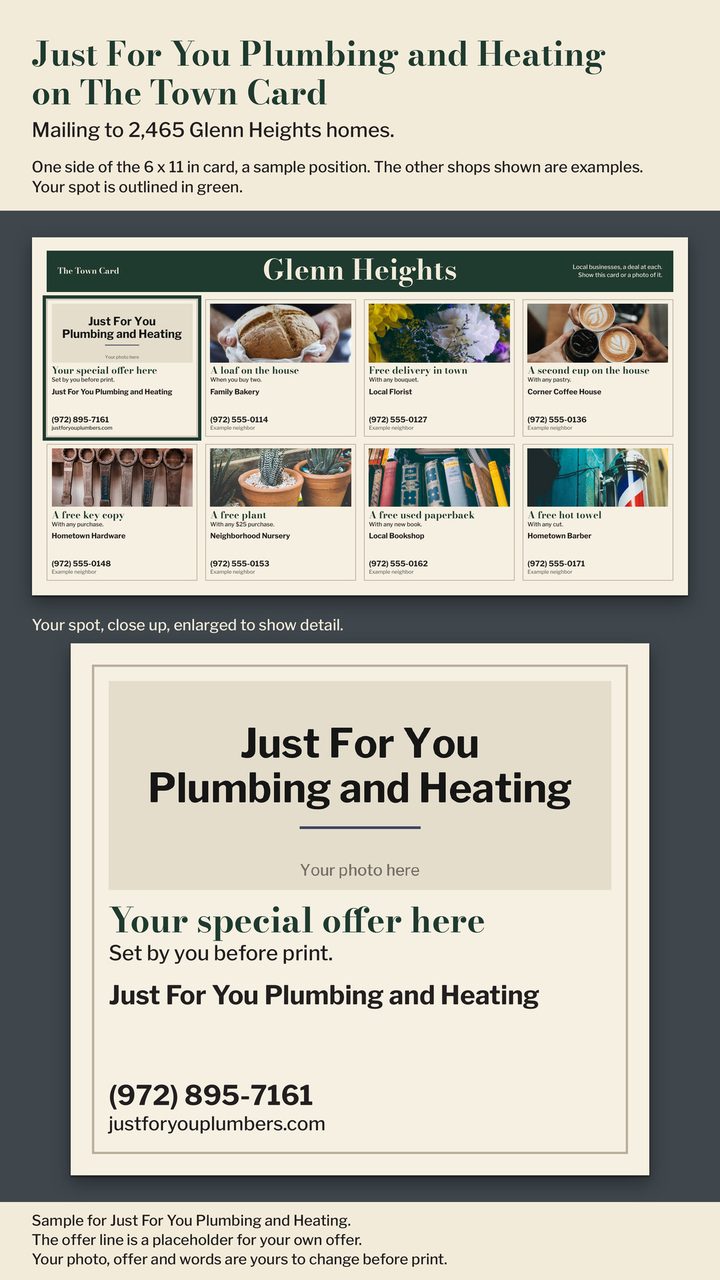 Just For You Plumbing and Heating
on The Town Card
Mailing to 2,465 Glenn Heights homes.
One side of the 6 x 11 in card, a sample position. The other shops shown are examples.
Your spot is outlined in green.
The Town Card
Glenn Heights
Local businesses, a deal at each.
Show this card or a photo of it.
Just For You
Plumbing and Heating
Your photo here
Your special offer here
Set by you before print.
Just For You Plumbing and Heating
(972) 895-7161
justforyouplumbers.com
A loaf on the house
When you buy two.
Family Bakery
(972) 555-0114
Example neighbor
Free delivery in town
With any bouquet.
Local Florist
(972) 555-0127
Example neighbor
A second cup on the house
With any pastry.
Corner Coffee House
(972) 555-0136
Example neighbor
A free key copy
With any purchase.
Hometown Hardware
(972) 555-0148
Example neighbor
A free plant
With any $25 purchase.
Neighborhood Nursery
(972) 555-0153
Example neighbor
A free used paperback
With any new book.
Local Bookshop
(972) 555-0162
Example neighbor
A free hot towel
With any cut.
Hometown Barber
(972) 555-0171
Example neighbor
Your spot, close up, enlarged to show detail.
Just For You
Plumbing and Heating
Your photo here
Your special offer here
Set by you before print.
Just For You Plumbing and Heating
(972) 895-7161
justforyouplumbers.com
Sample for Just For You Plumbing and Heating.
The offer line is a placeholder for your own offer.
Your photo, offer and words are yours to change before print.